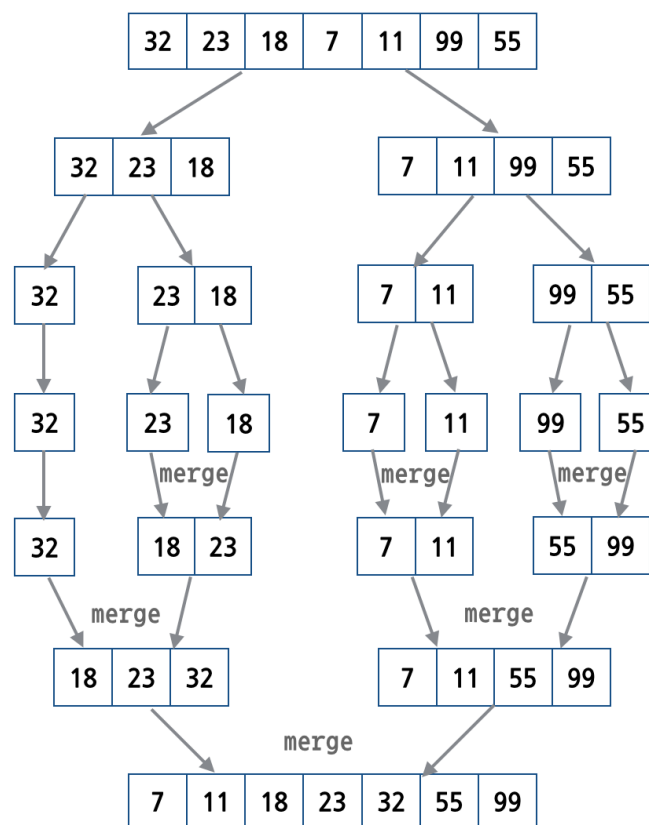 32 23 18 7 11 99 55
32 23 18 7 11 99 55
32 23 18 7 11 99 55
32 23 18 7 11 99 55
merge merge merge
32 18 23 7 11 55 99
merge merge
18 23 32 7 11 55 99
merge
7 11 18 23 32 55 99